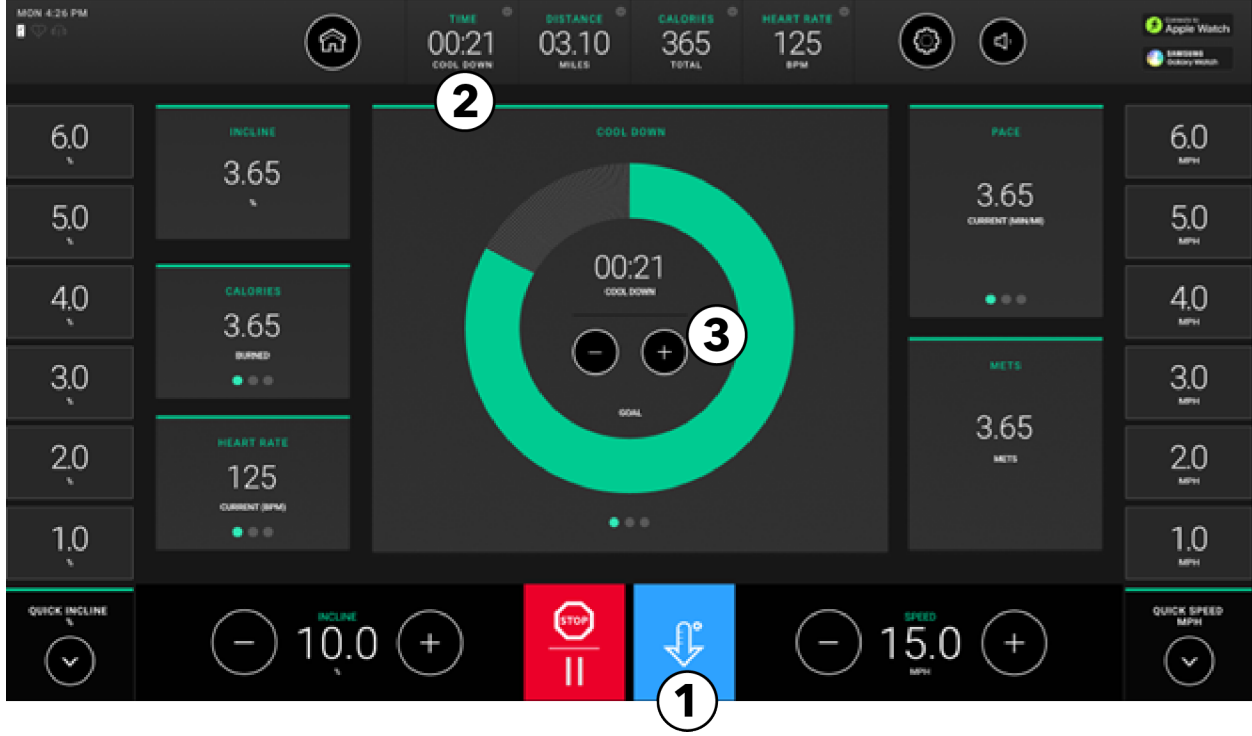 MON 4:26 PM
TIME
00:21
COOL DOWN
DISTANCE
03.10
MILES
CALORIES
365
TOTAL
HEART RATE
125
BPM
Connects to
Apple Watch
SAMSUNG
Galaxy Watch
2
6.0
%
5.0
%
4.0
%
3.0
%
2.0
%
1.0
%
INCLINE
3.65
%
CALORIES
3.65
BURNED
HEART RATE
125
CURRENT (BPM)
COOL DOWN
00:21
COOL DOWN
−
+
3
GOAL
PACE
3.65
CURRENT (MIN/MI)
METS
3.65
METS
6.0
MPH
5.0
MPH
4.0
MPH
3.0
MPH
2.0
MPH
1.0
MPH
QUICK INCLINE
%
−
INCLINE
10.0
%
+
STOP
1
−
SPEED
15.0
MPH
+
QUICK SPEED
MPH